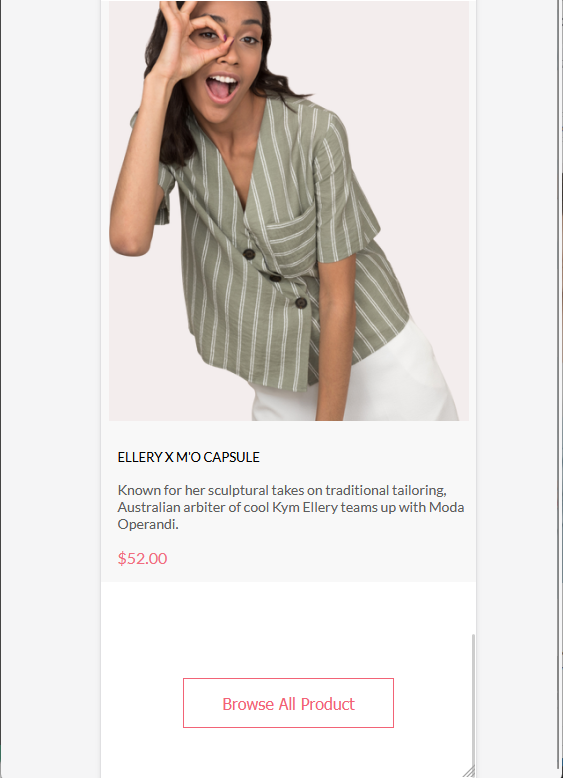 ELLERY X M'O CAPSULE
Known for her sculptural takes on traditional tailoring,
Australian arbiter of cool Kym Ellery teams up with Moda
Operandi.
$52.00
Browse All Product